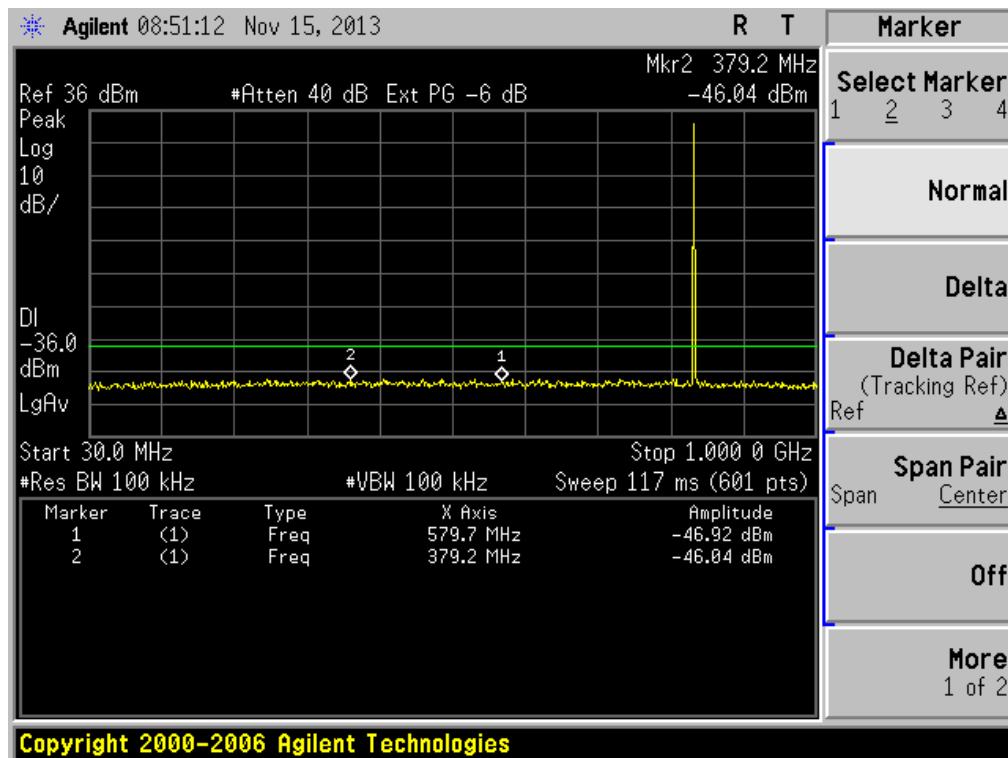 Agilent 08:51:12 Nov 15, 2013 R T
Mkr2 379.2 MHz
Ref 36 dBm #Atten 40 dB Ext PG -6 dB -46.04 dBm
Peak
Log
10
dB/
DI
-36.0
dBm
LgAv
2
1
Start 30.0 MHz Stop 1.000 0 GHz
#Res BW 100 kHz #VBW 100 kHz Sweep 117 ms (601 pts)
Marker Trace Type X Axis Amplitude
1 (1) Freq 579.7 MHz -46.92 dBm
2 (1) Freq 379.2 MHz -46.04 dBm
Copyright 2000-2006 Agilent Technologies
Marker
Select Marker
1 2 3 4
Normal
Delta
Delta Pair
(Tracking Ref)
Ref Δ
Span Pair
Span Center
Off
More
1 of 2